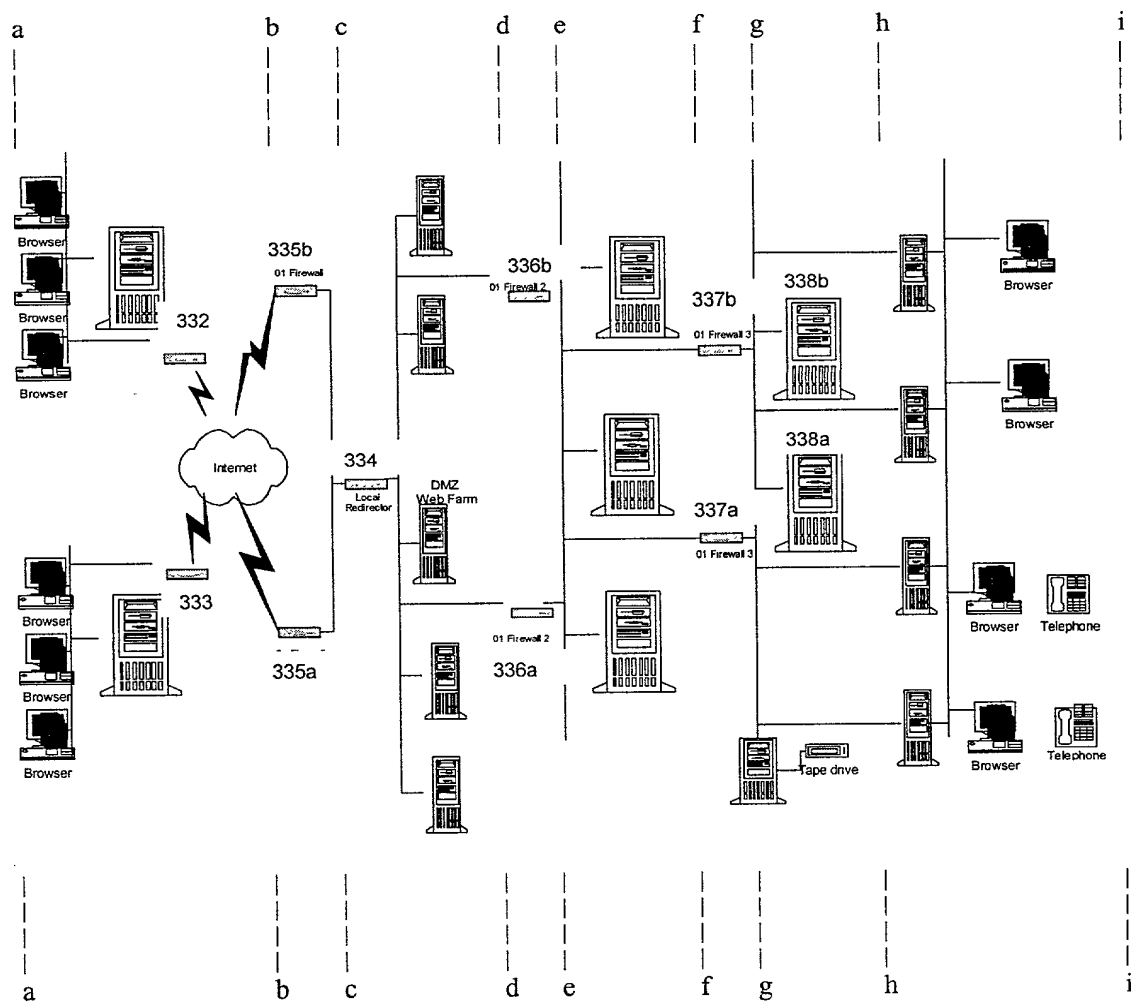 a b c d e f g h i
Browser
Browser
Browser
332
335b
01 Firewall
Internet
334
Local
Redirector
DMZ
Web Farm
336b
01 Firewall 2
337b
01 Firewall 3
338b
338a
337a
01 Firewall 3
Browser
Browser
333
335a
01 Firewall 2
336a
Browser
Browser
Browser
Browser
Telephone
Browser
Telephone
Tape drive
a b c d e f g h i